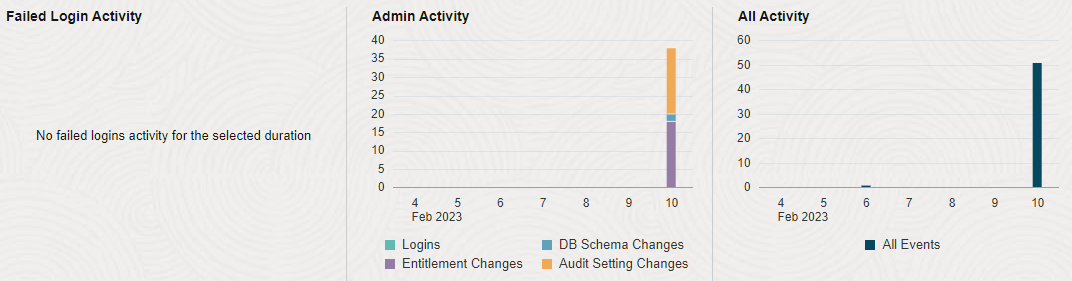 Failed Login Activity
No failed logins activity for the selected duration
Admin Activity
40
35
30
25
20
15
10
5
0
4 5 6 7 8 9 10
Feb 2023
Logins DB Schema Changes
Entitlement Changes Audit Setting Changes
All Activity
60
50
40
30
20
10
0
4 5 6 7 8 9 10
Feb 2023
All Events